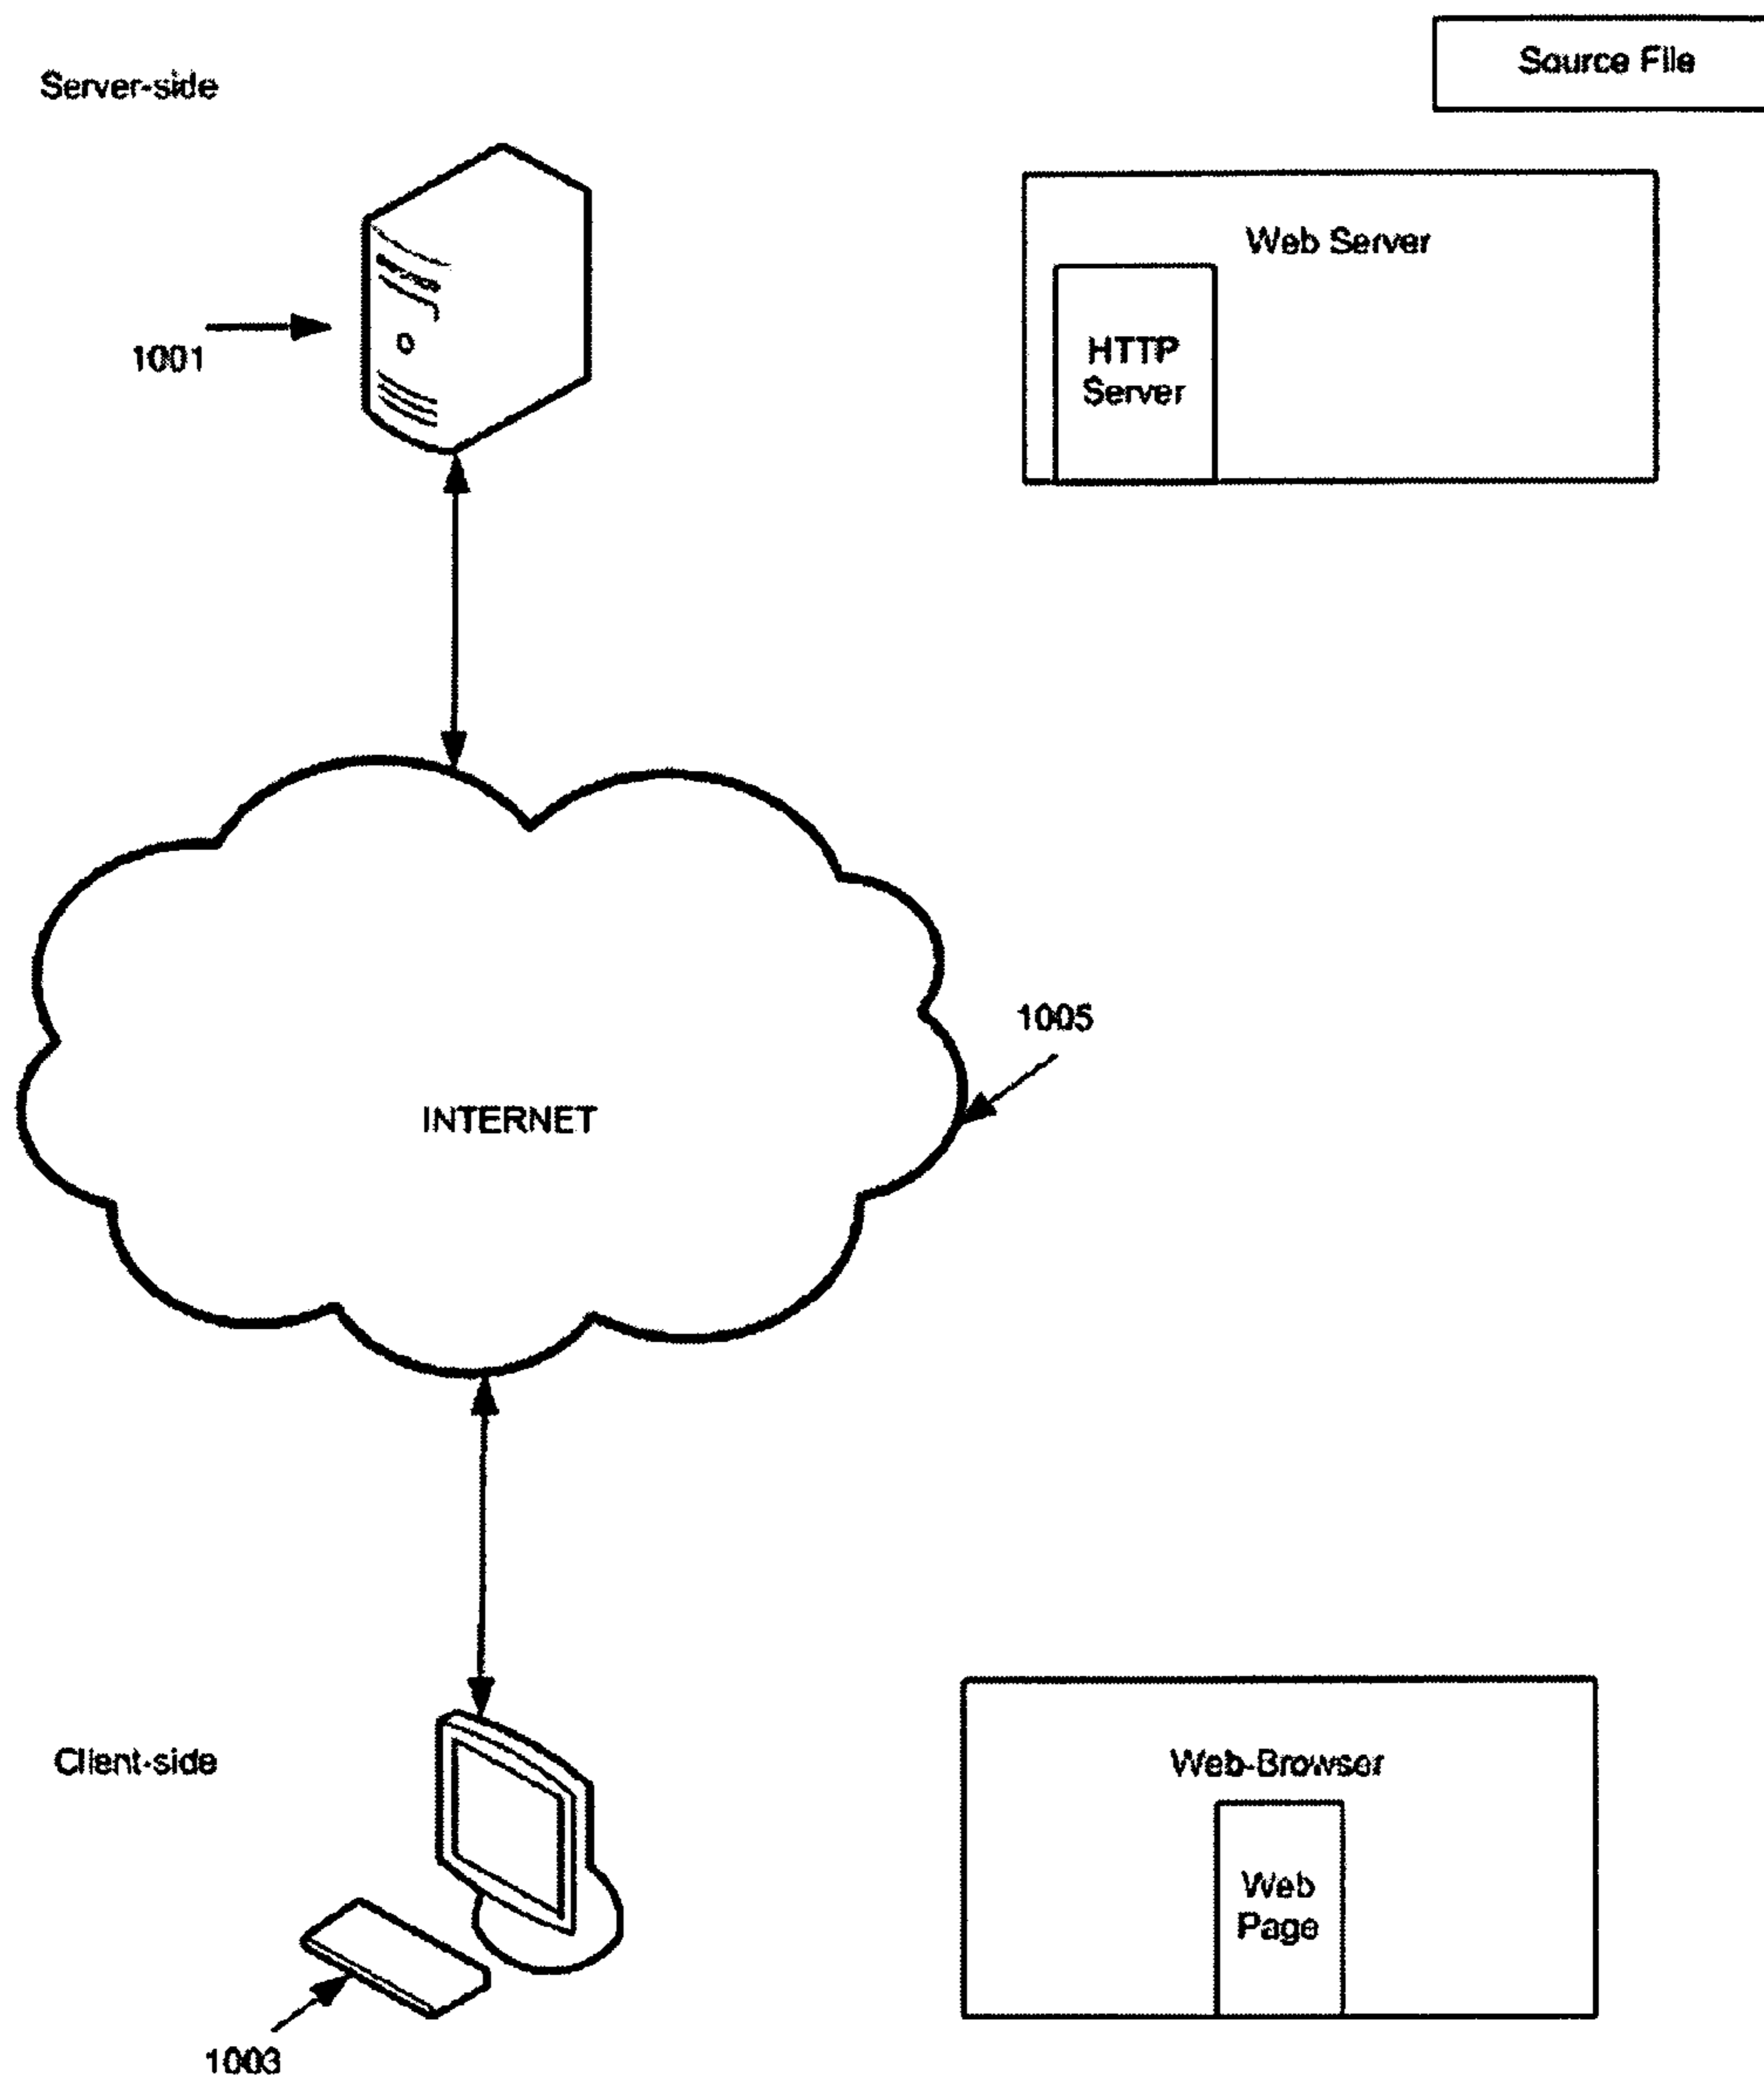 Source File
Server-side
Web Server
HTTP
Server
1001
1005
INTERNET
Client-side
Web-Browser
Web
Page
1003